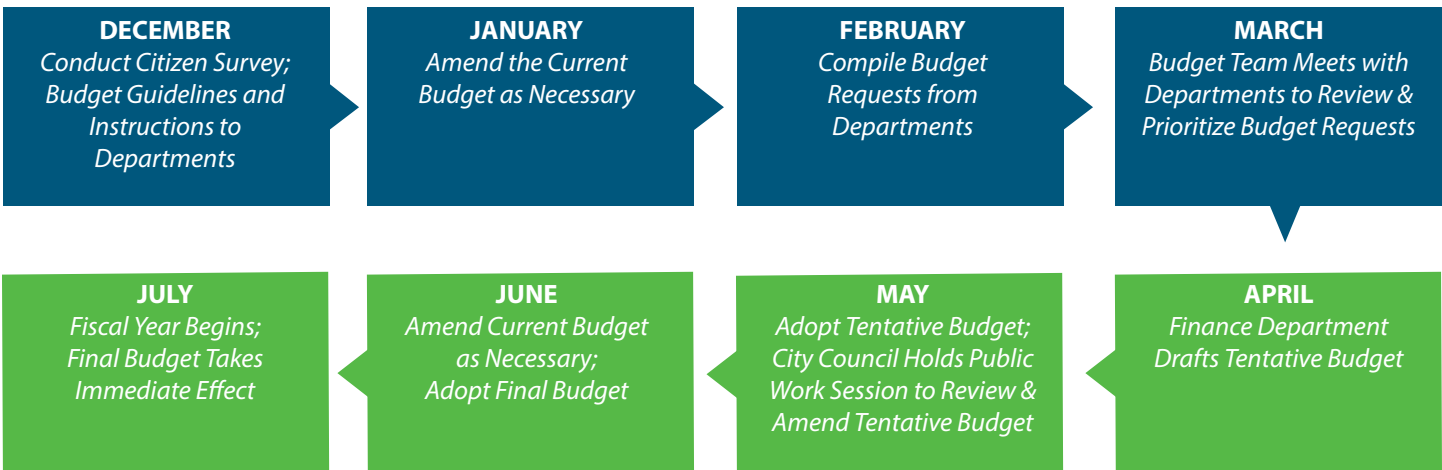 DECEMBER
Conduct Citizen Survey;
Budget Guidelines and
Instructions to
Departments
JANUARY
Amend the Current
Budget as Necessary
FEBRUARY
Compile Budget
Requests from
Departments
MARCH
Budget Team Meets with
Departments to Review &
Prioritize Budget Requests
APRIL
Finance Department
Drafts Tentative Budget
MAY
Adopt Tentative Budget;
City Council Holds Public
Work Session to Review &
Amend Tentative Budget
JUNE
Amend Current Budget
as Necessary;
Adopt Final Budget
JULY
Fiscal Year Begins;
Final Budget Takes
Immediate Effect